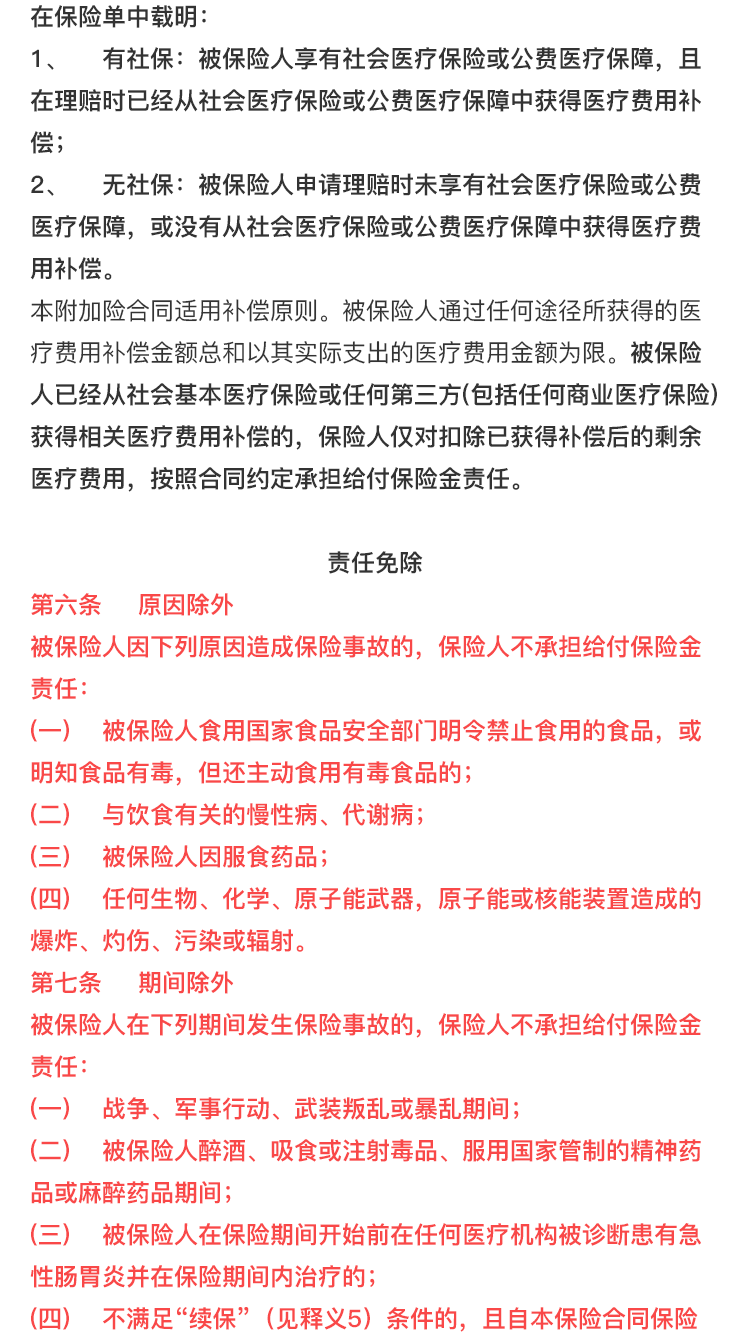 在保险单中载明：
1、 有社保：被保险人享有社会医疗保险或公费医疗保障，且
在理赔时已经从社会医疗保险或公费医疗保障中获得医疗费用补
偿；
2、 无社保：被保险人申请理赔时未享有社会医疗保险或公费
医疗保障，或没有从社会医疗保险或公费医疗保障中获得医疗费
用补偿。
本附加险合同适用补偿原则。被保险人通过任何途径所获得的医
疗费用补偿金额总和以其实际支出的医疗费用金额为限。被保险
人已经从社会基本医疗保险或任何第三方(包括任何商业医疗保险)
获得相关医疗费用补偿的，保险人仅对扣除已获得补偿后的剩余
医疗费用，按照合同约定承担给付保险金责任。
责任免除
第六条 原因除外
被保险人因下列原因造成保险事故的，保险人不承担给付保险金
责任：
(一) 被保险人食用国家食品安全部门明令禁止食用的食品，或
明知食品有毒，但还主动食用有毒食品的；
(二) 与饮食有关的慢性病、代谢病；
(三) 被保险人因服食药品；
(四) 任何生物、化学、原子能武器，原子能或核能装置造成的
爆炸、灼伤、污染或辐射。
第七条 期间除外
被保险人在下列期间发生保险事故的，保险人不承担给付保险金
责任：
(一) 战争、军事行动、武装叛乱或暴乱期间；
(二) 被保险人醉酒、吸食或注射毒品、服用国家管制的精神药
品或麻醉药品期间；
(三) 被保险人在保险期间开始前在任何医疗机构被诊断患有急
性肠胃炎并在保险期间内治疗的；
(四) 不满足“续保”（见释义5）条件的，且自本保险合同保险